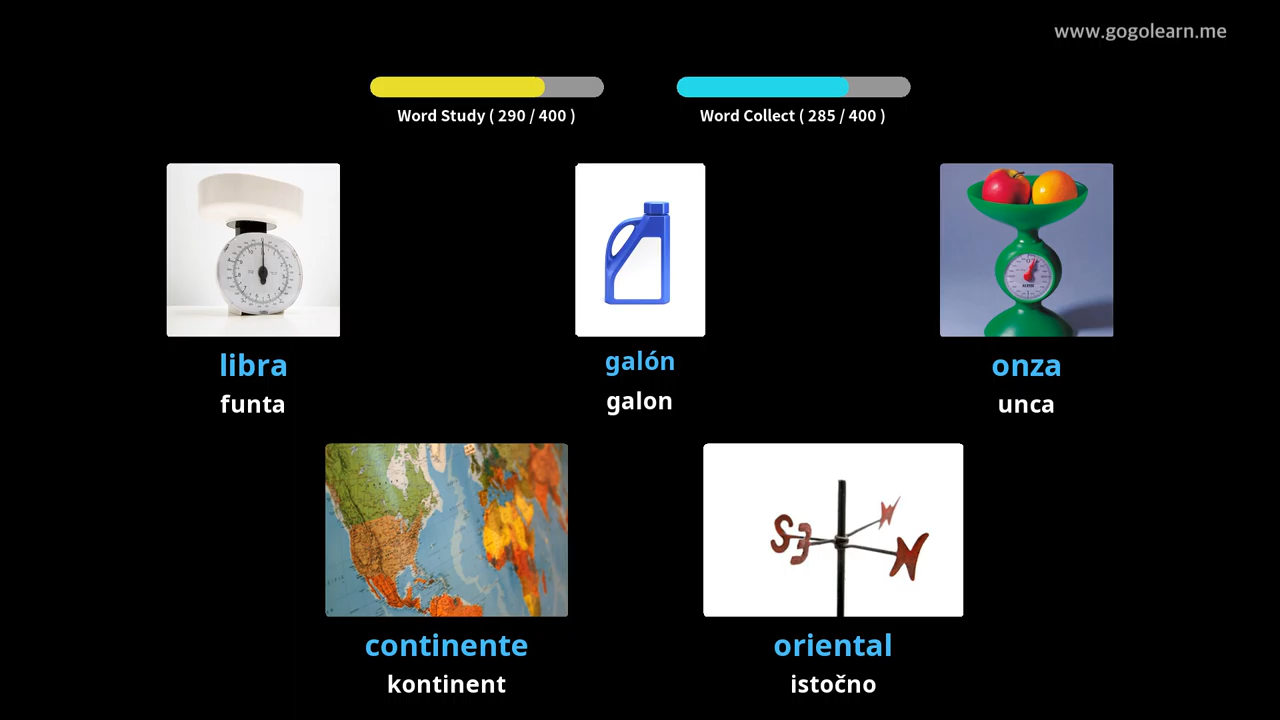 www.gogolearn.me
Word Study ( 290 / 400 )
Word Collect ( 285 / 400 )
libra
funta
galón
galon
onza
unca
continente
kontinent
oriental
istočno